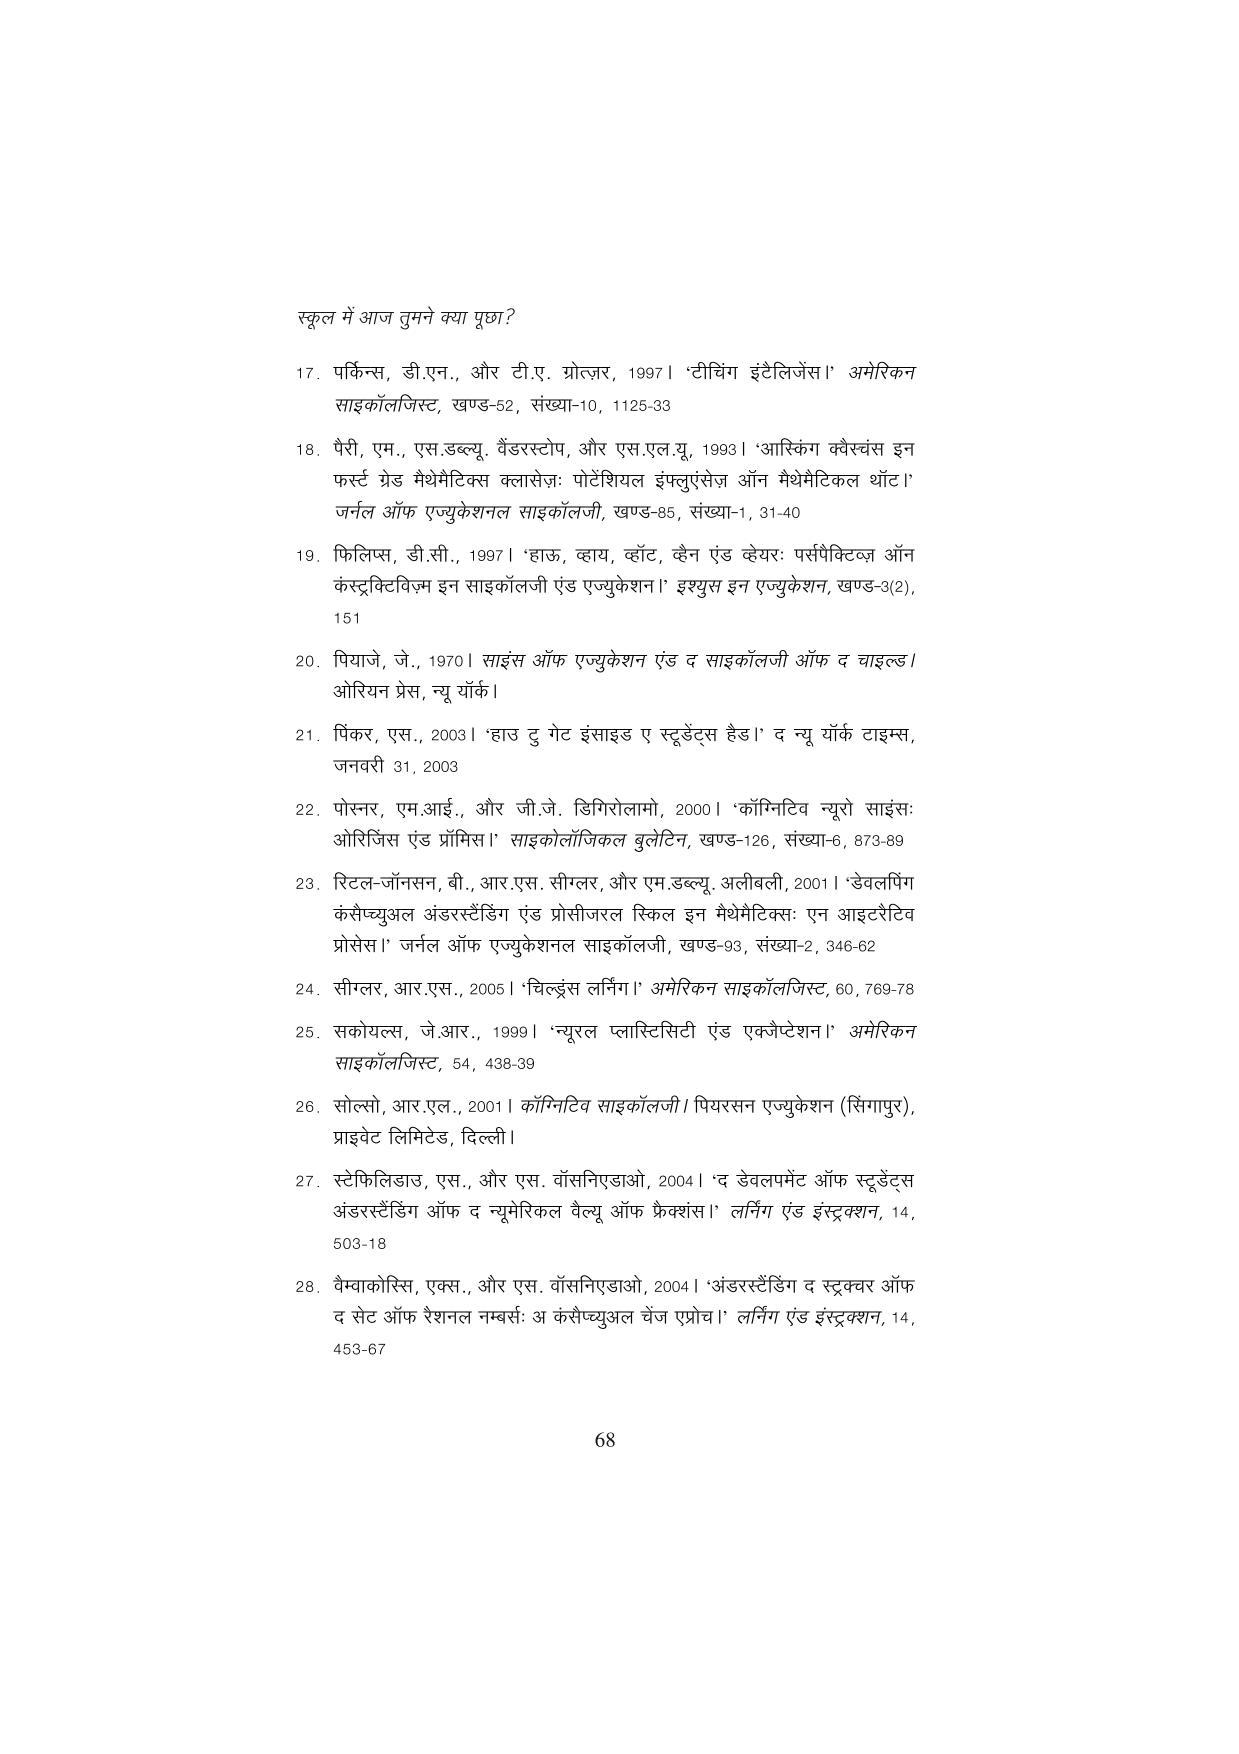 स्कूल में आज तुमने क्या पूछा?
17. पर्किन्स, डी.एन., और टी.ए. ग्रोत्ज़र, 1997। ‘टीचिंग इंटैलिजेंस।’ अमेरिकन
साइकॉलजिस्ट, खण्ड-52, संख्या-10, 1125-33
18. पैरी, एम., एस.डब्ल्यू. वैंडरस्टोप, और एस.एल.यू, 1993। ‘आस्किंग क्वैस्चंस इन
फर्स्ट ग्रेड मैथेमैटिक्स क्लासेज़ः पोटेंशियल इंफ्लुएंसेज़ ऑन मैथेमैटिकल थॉट।’
जर्नल ऑफ एज्युकेशनल साइकॉलजी, खण्ड-85, संख्या-1, 31-40
19. फिलिप्स, डी.सी., 1997। ‘हाऊ, व्हाय, व्हॉट, व्हैन एंड व्हेयरः पर्सपैक्टिव्ज़ ऑन
कंस्ट्रक्टिविज़्म इन साइकॉलजी एंड एज्युकेशन।’ इश्युस इन एज्युकेशन, खण्ड-3(2),
151
20. पियाजे, जे., 1970। साइंस ऑफ एज्युकेशन एंड द साइकॉलजी ऑफ द चाइल्ड।
ओरियन प्रेस, न्यू यॉर्क।
21. पिंकर, एस., 2003। ‘हाउ टु गेट इंसाइड ए स्टूडेंट्स हैड।’ द न्यू यॉर्क टाइम्स,
जनवरी 31, 2003
22. पोस्नर, एम.आई., और जी.जे. डिगिरोलामो, 2000। ‘कॉग्निटिव न्यूरो साइंसः
ओरिजिंस एंड प्रॉमिस।’ साइकोलॉजिकल बुलेटिन, खण्ड-126, संख्या-6, 873-89
23. रिटल-जॉनसन, बी., आर.एस. सीग्लर, और एम.डब्ल्यू. अलीबली, 2001। ‘डेवलपिंग
कंसैप्च्युअल अंडरस्टैंडिंग एंड प्रोसीजरल स्किल इन मैथेमैटिक्सः एन आइटरैटिव
प्रोसेस।’ जर्नल ऑफ एज्युकेशनल साइकॉलजी, खण्ड-93, संख्या-2, 346-62
24. सीग्लर, आर.एस., 2005। ‘चिल्ड्रंस लर्निंग।’ अमेरिकन साइकॉलजिस्ट, 60, 769-78
25. सकोयल्स, जे.आर., 1999। ‘न्यूरल प्लास्टिसिटी एंड एक्जैप्टेशन।’ अमेरिकन
साइकॉलजिस्ट, 54, 438-39
26. सोल्सो, आर.एल., 2001। कॉग्निटिव साइकॉलजी। पियरसन एज्युकेशन (सिंगापुर),
प्राइवेट लिमिटेड, दिल्ली।
27. स्टेफिलिडाउ, एस., और एस. वॉसनिएडाओ, 2004। ‘द डेवलपमेंट ऑफ स्टूडेंट्स
अंडरस्टैंडिंग ऑफ द न्यूमेरिकल वैल्यू ऑफ फ्रैक्शंस।’ लर्निंग एंड इंस्ट्रक्शन, 14,
503-18
28. वैम्वाकोस्सि, एक्स., और एस. वॉसनिएडाओ, 2004। ‘अंडरस्टैंडिंग द स्ट्रक्चर ऑफ
द सेट ऑफ रैशनल नम्बर्सः अ कंसैप्च्युअल चेंज एप्रोच।’ लर्निंग एंड इंस्ट्रक्शन, 14,
453-67
68